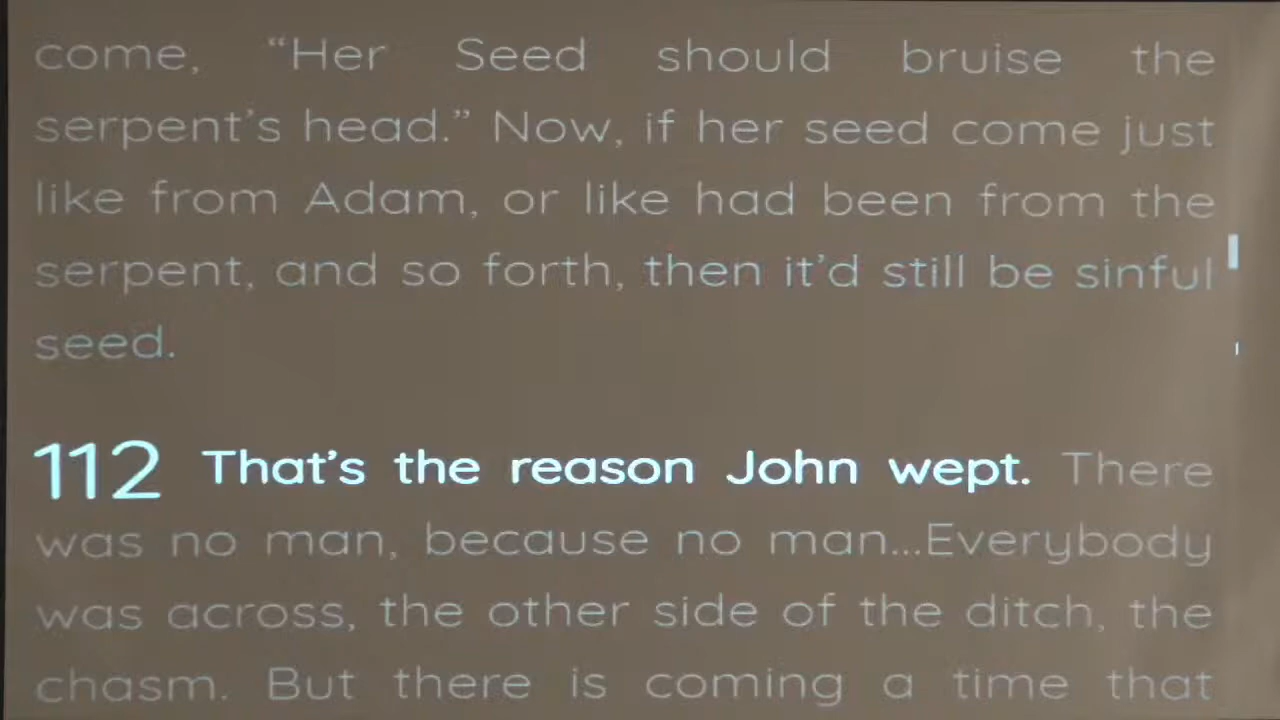 come, “Her Seed should bruise the
serpent’s head.” Now, if her seed come just
like from Adam, or like had been from the
serpent, and so forth, then it’d still be sinful
seed.
112 That’s the reason John wept. There
was no man, because no man...Everybody
was across, the other side of the ditch, the
chasm. But there is coming a time that